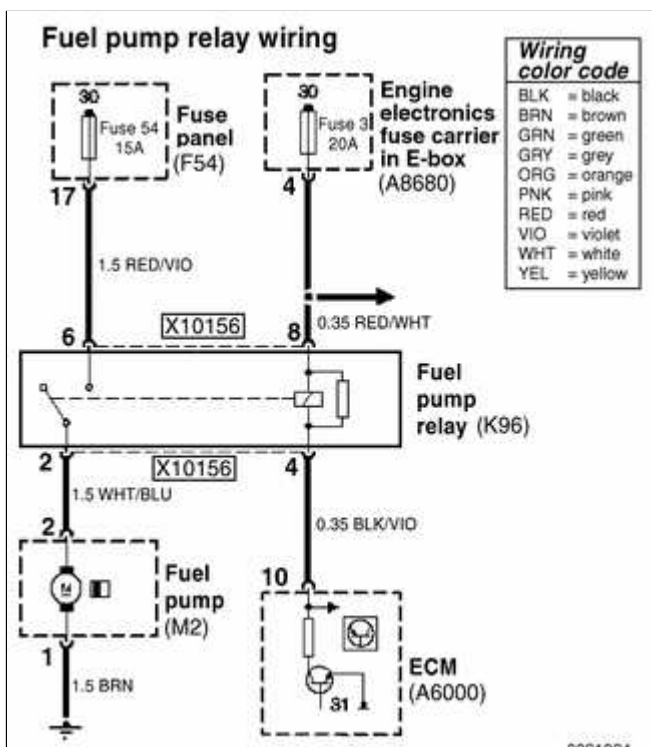 Fuel pump relay wiring
Wiring
color code
BLK = black
BRN = brown
GRN = green
GRY = grey
ORG = orange
PNK = pink
RED = red
VIO = violet
WHT = white
YEL = yellow
30
Fuse 54
15A
Fuse
panel
(F54)
30
Fuse 3
20A
Engine
electronics
fuse carrier
in E-box
(A8680)
17
4
1.5 RED/VIO
0.35 RED/WHT
6
X10156
8
Fuel
pump
relay (K96)
2
X10156
4
1.5 WHT/BLU
0.35 BLK/VIO
2
M
Fuel
pump
(M2)
1
1.5 BRN
10
31
ECM
(A6000)